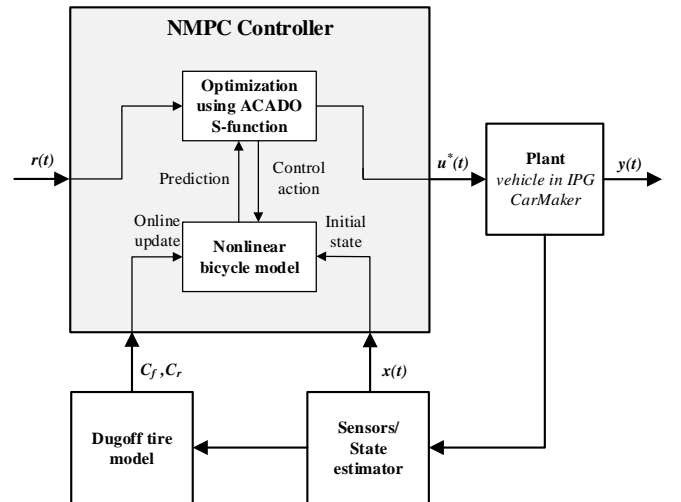 NMPC Controller
Optimization
using ACADO
S-function
r(t)
Prediction
Control
action
u*(t)
Plant
vehicle in IPG
CarMaker
y(t)
Online
update
Initial
state
Nonlinear
bicycle model
Cf ,Cr
x(t)
Dugoff tire
model
Sensors/
State
estimator